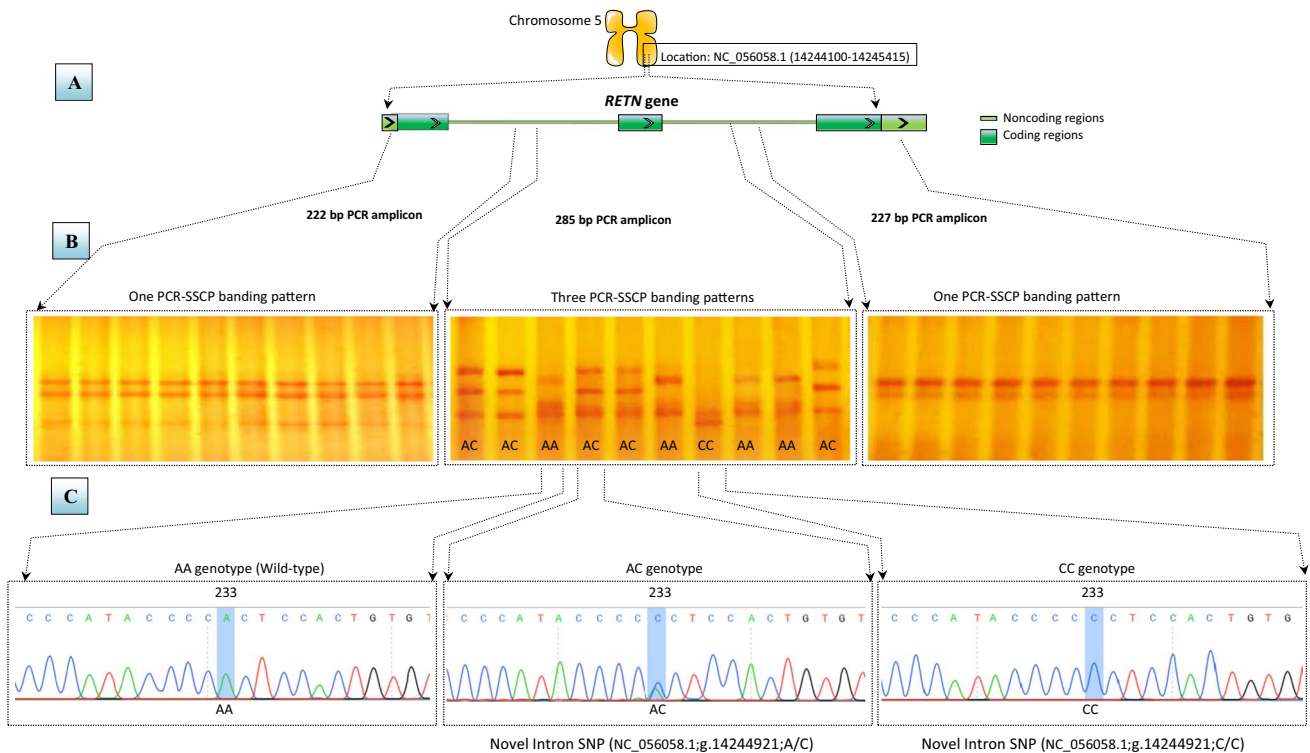 Chromosome 5
Location: NC_056058.1 (14244100-14245415)
A
RETN gene
Noncoding regions
Coding regions
222 bp PCR amplicon
285 bp PCR amplicon
227 bp PCR amplicon
B
One PCR-SSCP banding pattern
Three PCR-SSCP banding patterns
One PCR-SSCP banding pattern
AC AC AA AC AC AA CC AA AA AC
C
AA genotype (Wild-type)
AC genotype
CC genotype
233
233
233
C C C A T A C C C C A C T C C A C T G T G T
C C C A T A C C C C C C T C C A C T G T G T
C C C A T A C C C C C C T C C A C T G T G
AA
AC
CC
Novel Intron SNP (NC_056058.1;g.14244921;A/C)
Novel Intron SNP (NC_056058.1;g.14244921;C/C)